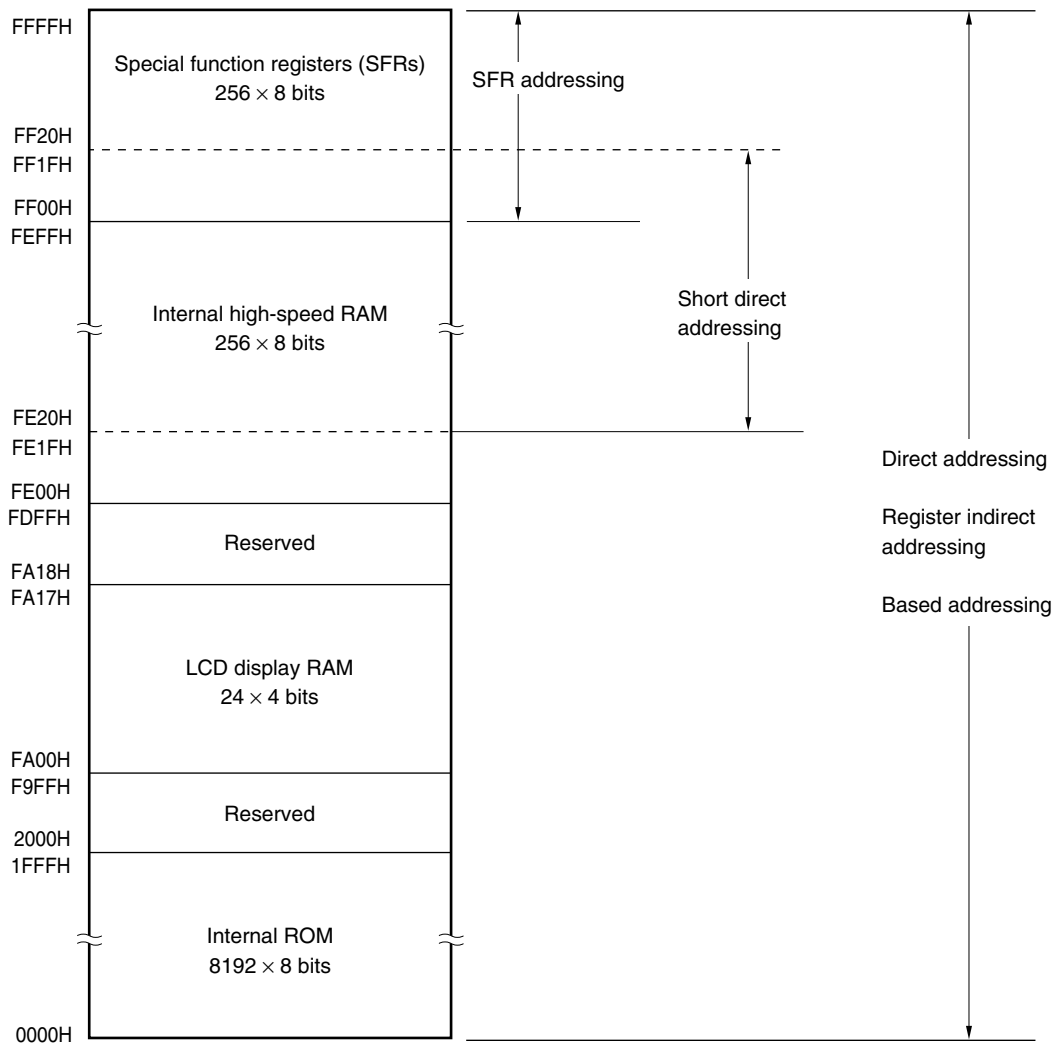 FFFFH
Special function registers (SFRs)
256 × 8 bits
SFR addressing
FF20H
FF1FH
FF00H
FEFFH
Internal high-speed RAM
256 × 8 bits
Short direct
addressing
FE20H
FE1FH
Direct addressing
Register indirect
addressing
Based addressing
FE00H
FDFFH
Reserved
FA18H
FA17H
LCD display RAM
24 × 4 bits
FA00H
F9FFH
Reserved
2000H
1FFFH
Internal ROM
8192 × 8 bits
0000H